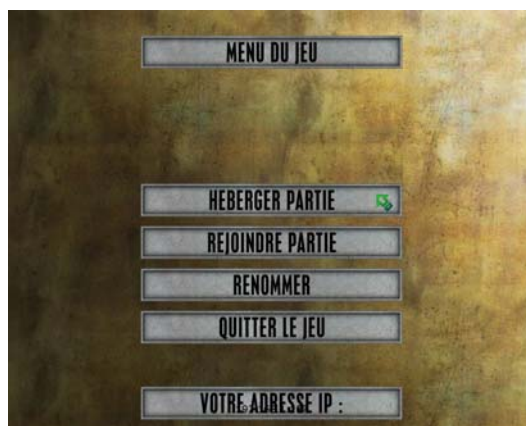 MENU DU JEU
HEBERGER PARTIE
REJOINDRE PARTIE
RENOMMER
QUITTER LE JEU
VOTRE ADRESSE IP :